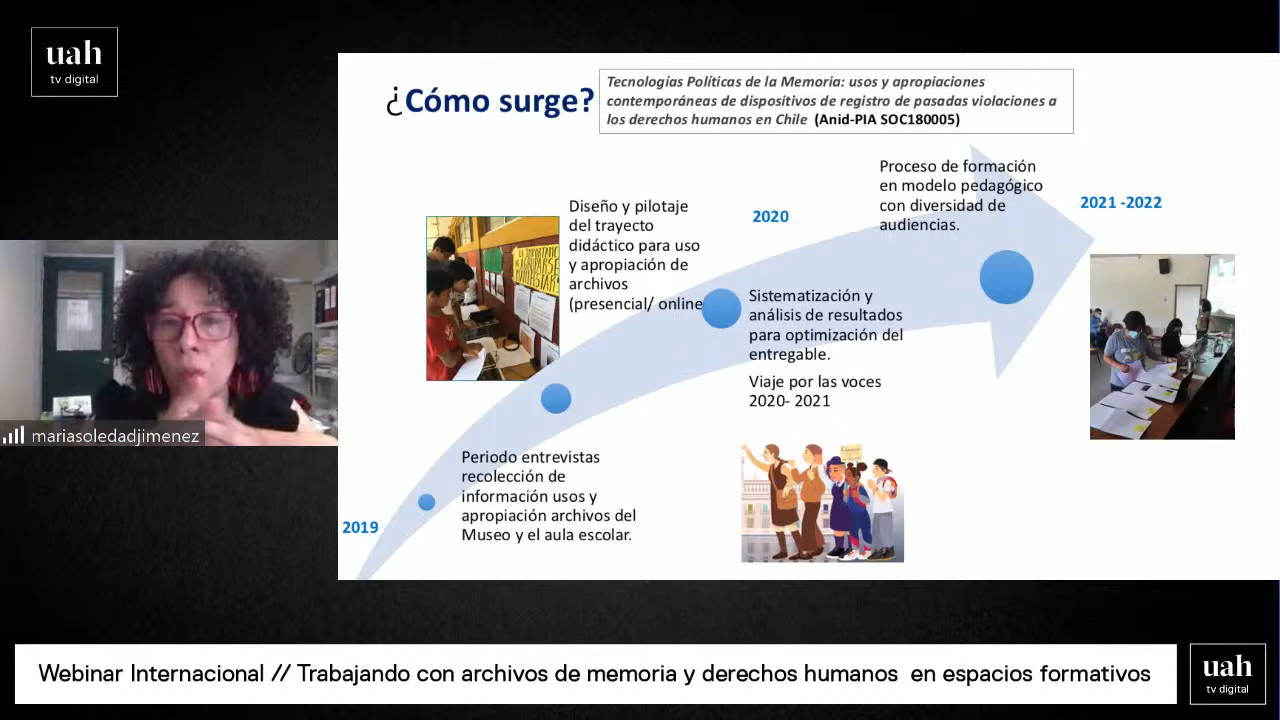 uah
tv digital
¿Cómo surge?
Tecnologías Políticas de la Memoria: usos y apropiaciones
contemporáneas de dispositivos de registro de pasadas violaciones a
los derechos humanos en Chile (Anid-PIA SOC180005)
Proceso de formación
en modelo pedagógico
con diversidad de
audiencias.
2021 -2022
Diseño y pilotaje
del trayecto
didáctico para uso
y apropiación de
archivos
(presencial/ online
2020
Sistematización y
análisis de resultados
para optimización del
entregable.
Viaje por las voces
2020- 2021
mariasoledadjimenez
Periodo entrevistas
recolección de
información usos y
apropiación archivos del
Museo y el aula escolar.
2019
Webinar Internacional // Trabajando con archivos de memoria y derechos humanos  en espacios formativos
uah
tv digital